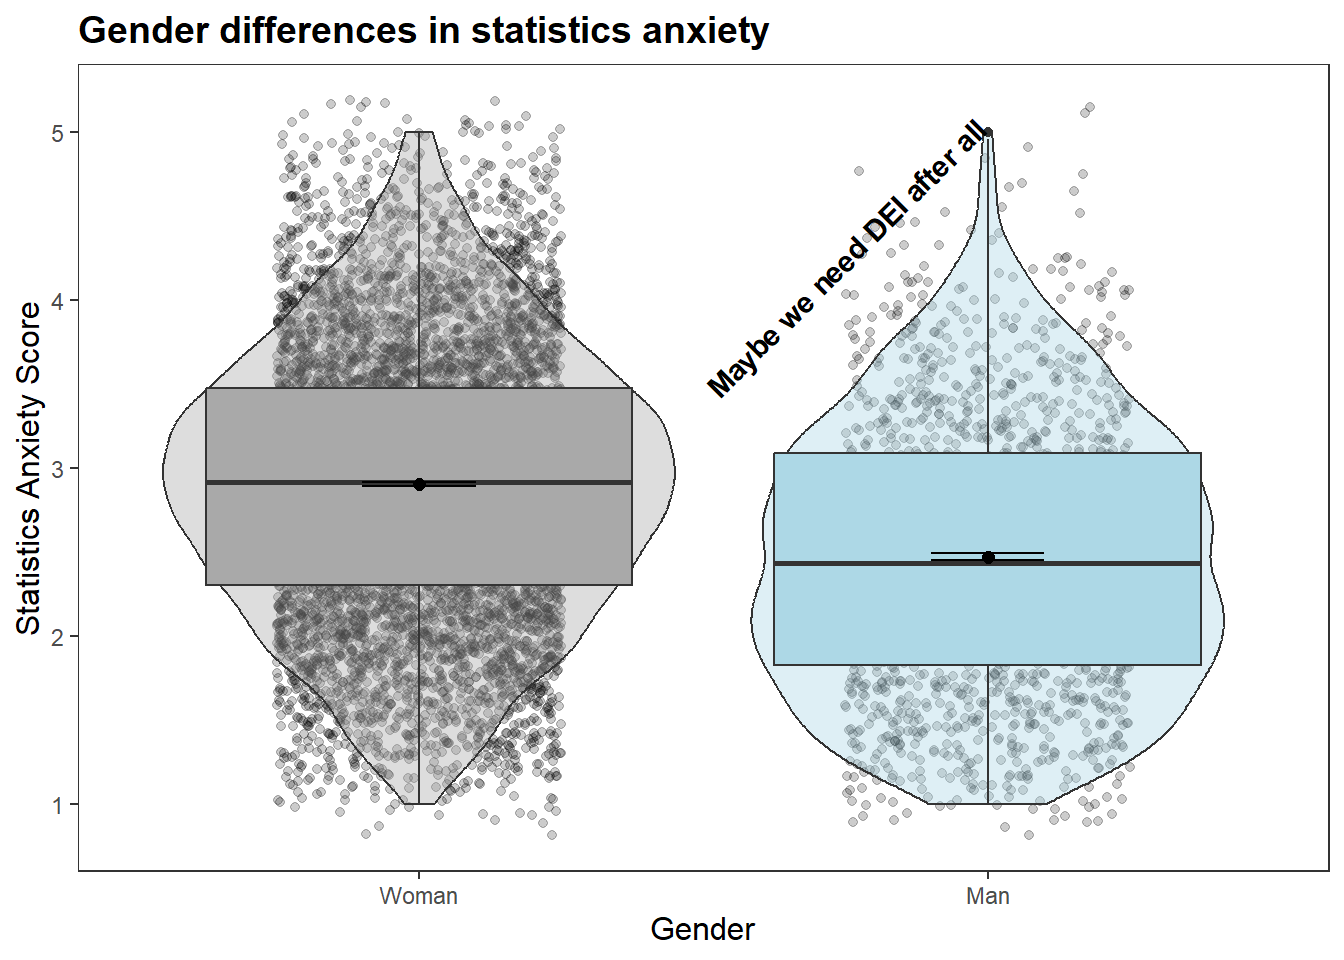 Gender differences in statistics anxiety
Statistics Anxiety Score
5
4
3
2
1
Maybe we need DEI after all
Woman
Man
Gender